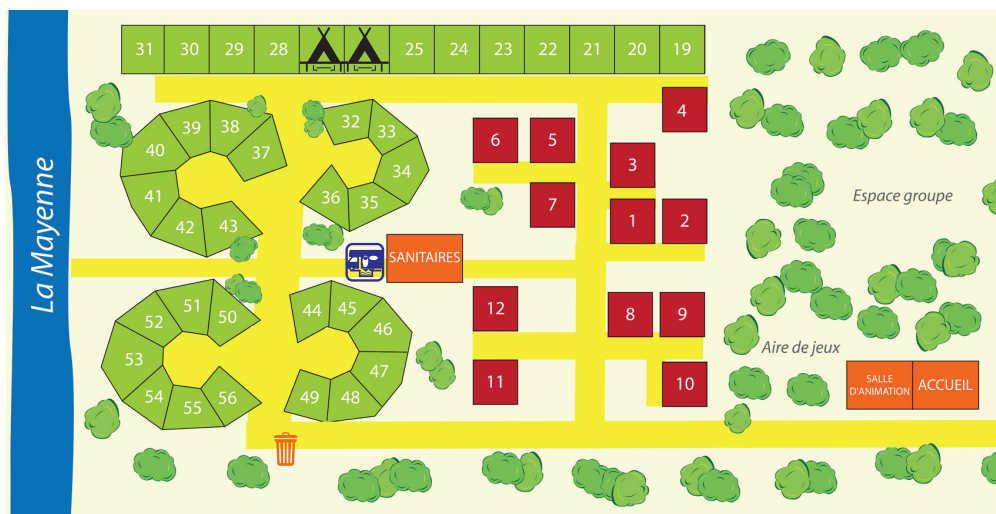 31 30 29 28 25 24 23 22 21 20 19
4
39 38 32 33
40 37 6 5 34
3
41 36 35 7 1 2
42 43
Espace groupe
La Mayenne
SANITAIRES
51 50 44 45 12 8 9
52 46
53 47
Aire de jeux
54 55 56 49 48 11 10
SALLE
D'ANIMATION
ACCUEIL